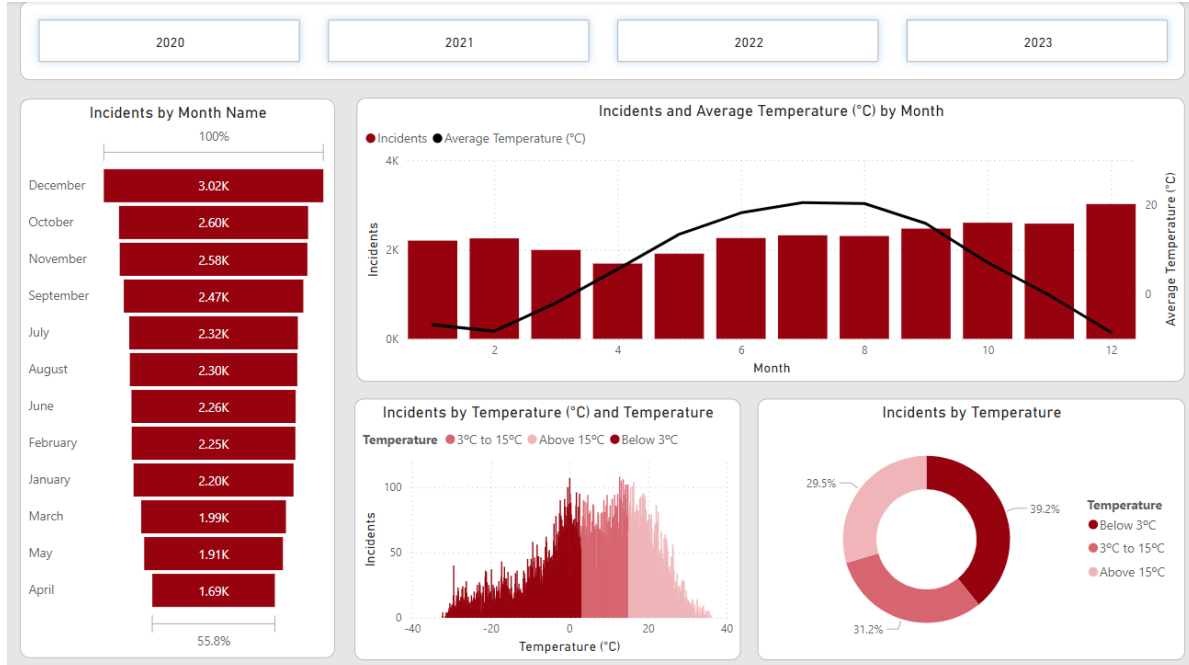 2020 2021 2022 2023
Incidents by Month Name
100%
December 3.02K
October 2.60K
November 2.58K
September 2.47K
July 2.32K
August 2.30K
June 2.26K
February 2.25K
January 2.20K
March 1.99K
May 1.91K
April 1.69K
55.8%
Incidents and Average Temperature (°C) by Month
Incidents Average Temperature (°C)
4K
2K
0K
Incidents
20
0
Average Temperature (°C)
2 4 6 8 10 12
Month
Incidents by Temperature (°C) and Temperature
Temperature 3ºC to 15ºC Above 15ºC Below 3ºC
100
50
0
Incidents
-40 -20 0 20 40
Temperature (°C)
Incidents by Temperature
29.5%
39.2%
31.2%
Temperature
Below 3ºC
3ºC to 15ºC
Above 15ºC